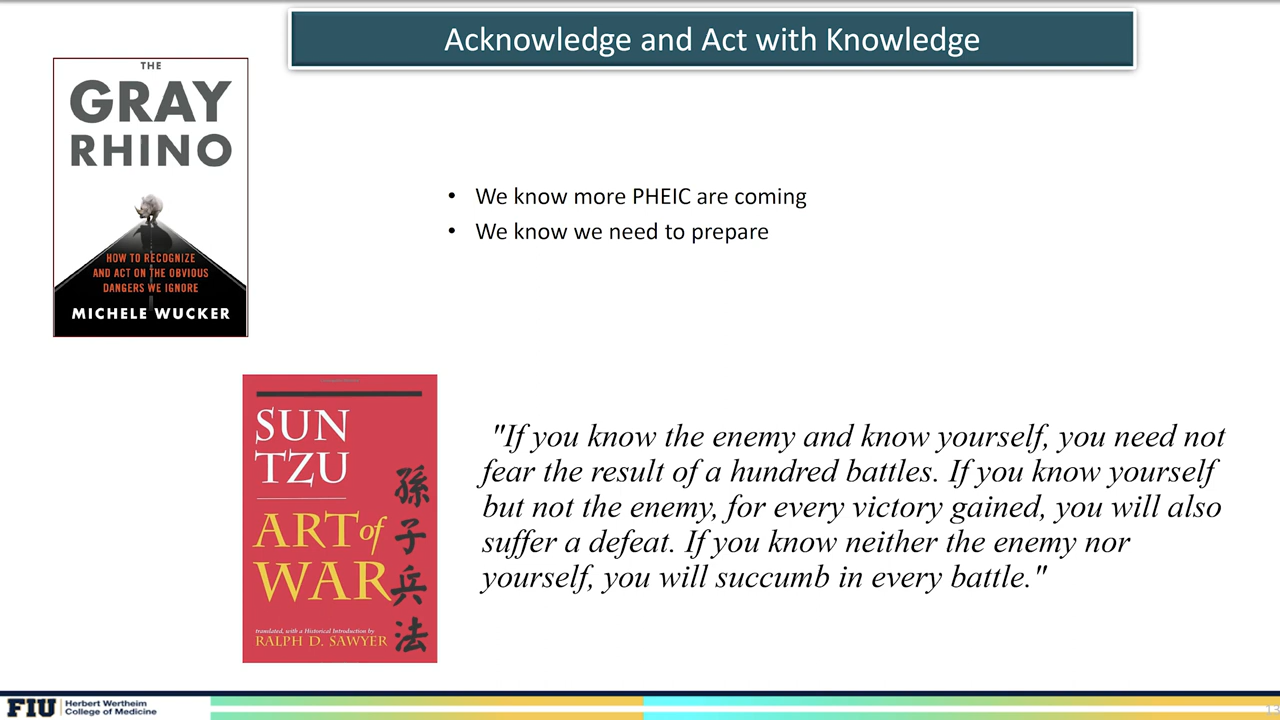 Acknowledge and Act with Knowledge
THE
GRAY
RHINO
HOW TO RECOGNIZE
AND ACT ON THE OBVIOUS
DANGERS WE IGNORE
MICHELE WUCKER
• We know more PHEIC are coming
• We know we need to prepare
SUN
TZU
ART of
WAR
孫子兵法
translated, with a Historical Introduction by
RALPH D. SAWYER
"If you know the enemy and know yourself, you need not
fear the result of a hundred battles. If you know yourself
but not the enemy, for every victory gained, you will also
suffer a defeat. If you know neither the enemy nor
yourself, you will succumb in every battle."
FIU
Herbert Wertheim
College of Medicine
13